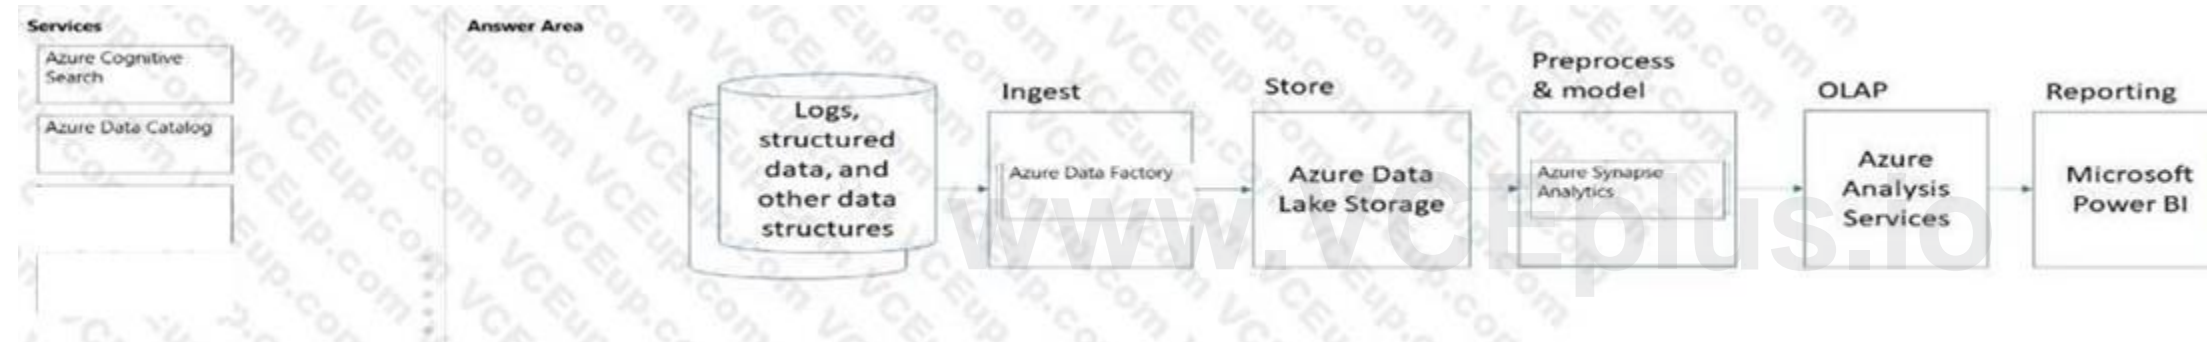 Services
Azure Cognitive
Search
Azure Data Catalog
Answer Area
Logs,
structured
data, and
other data
structures
Ingest
Azure Data Factory
Store
Azure Data
Lake Storage
Preprocess
& model
Azure Synapse
Analytics
OLAP
Azure
Analysis
Services
Reporting
Microsoft
Power BI
www.VCEplus.io
VCEup.com